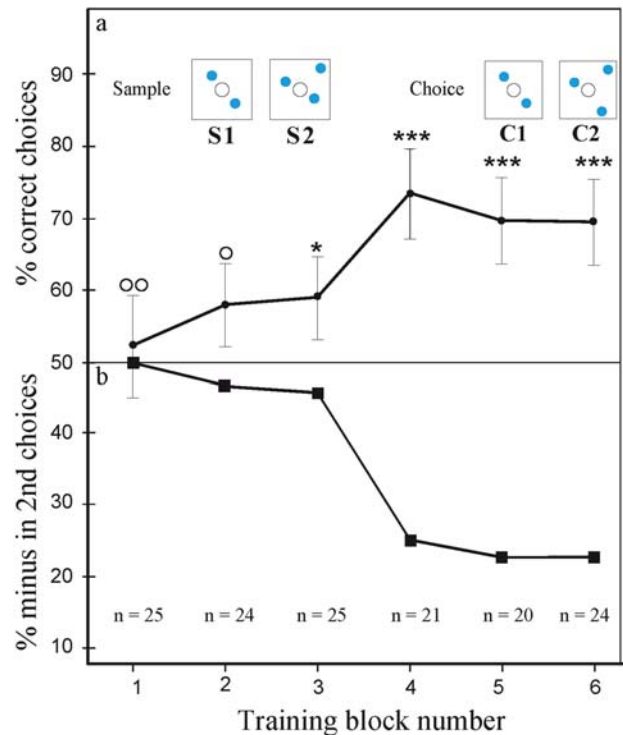 a
Sample
Choice
S1 S2 C1 C2
% correct choices
90
80
70
60
50
***
***
***
*
b
% minus in 2nd choices
40
30
20
10
n = 25 n = 24 n = 25 n = 21 n = 20 n = 24
1 2 3 4 5 6
Training block number